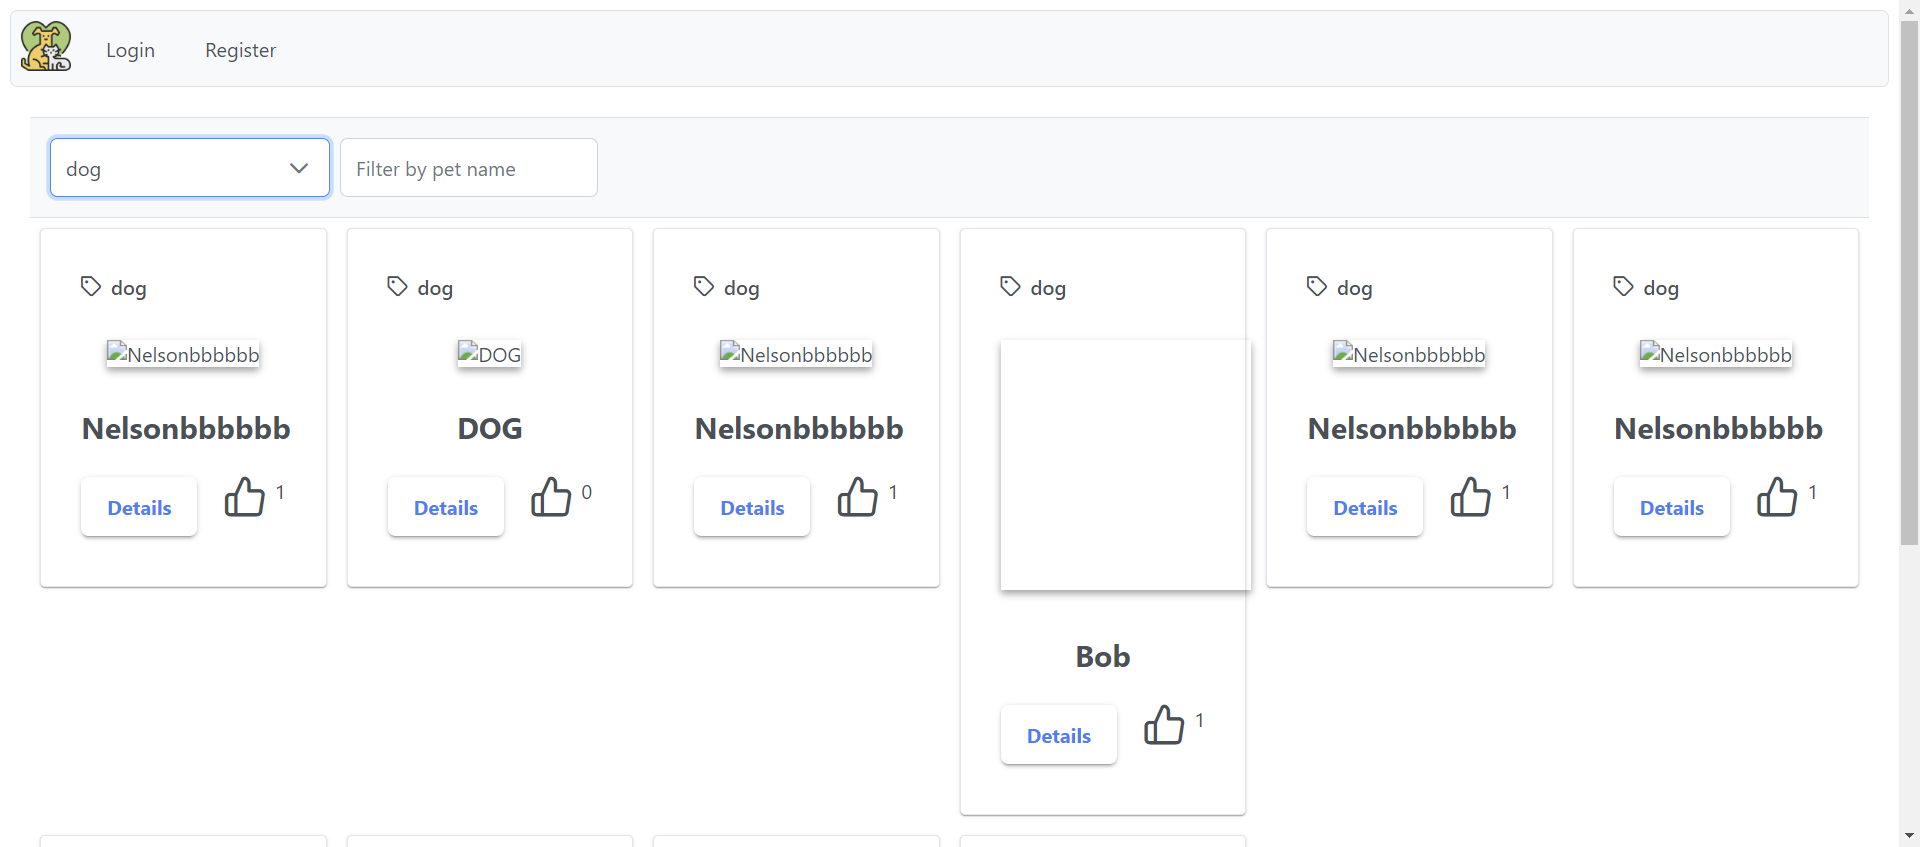 Login Register
dog Filter by pet name
dog dog dog dog dog dog
Nelsonbbbbbb DOG Nelsonbbbbbb Nelsonbbbbbb Nelsonbbbbbb
Nelsonbbbbbb DOG Nelsonbbbbbb Nelsonbbbbbb Nelsonbbbbbb
Details 1 Details 0 Details 1 Details 1 Details 1
Bob
Details 1